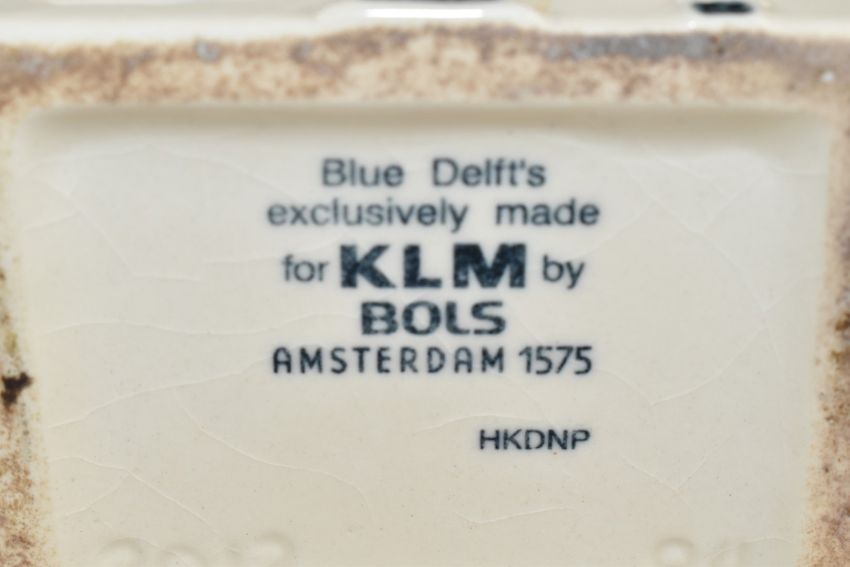 Blue Delft's
exclusively made
for KLM by
BOLS
AMSTERDAM 1575
HKDNP